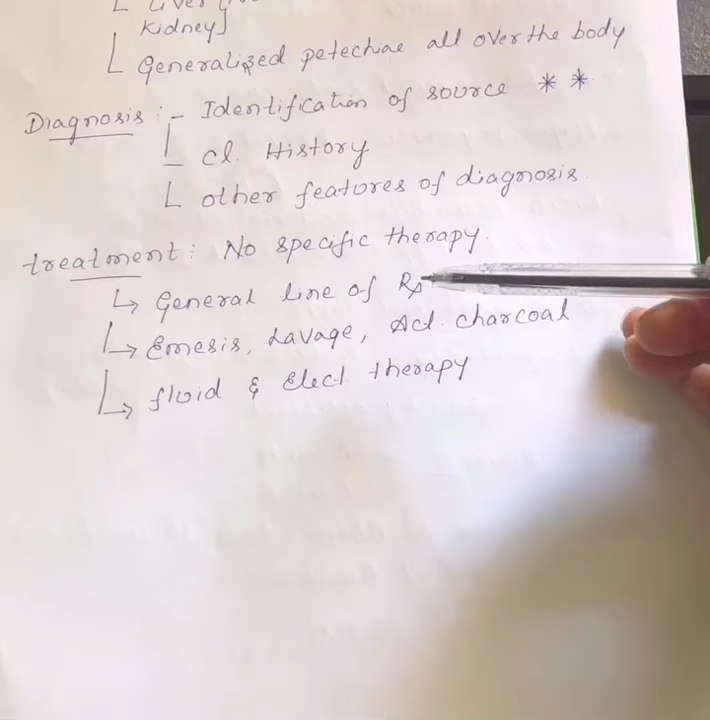 Liver
Kidney]
Generalized petechiae all over the body
Diagnosis :- Identification of source * *
cl. History
other features of diagnosis.
treatment : No specific therapy.
↳ General line of Rx
↳ Emesis, Lavage, Act. charcoal
↳ fluid & Elect. therapy